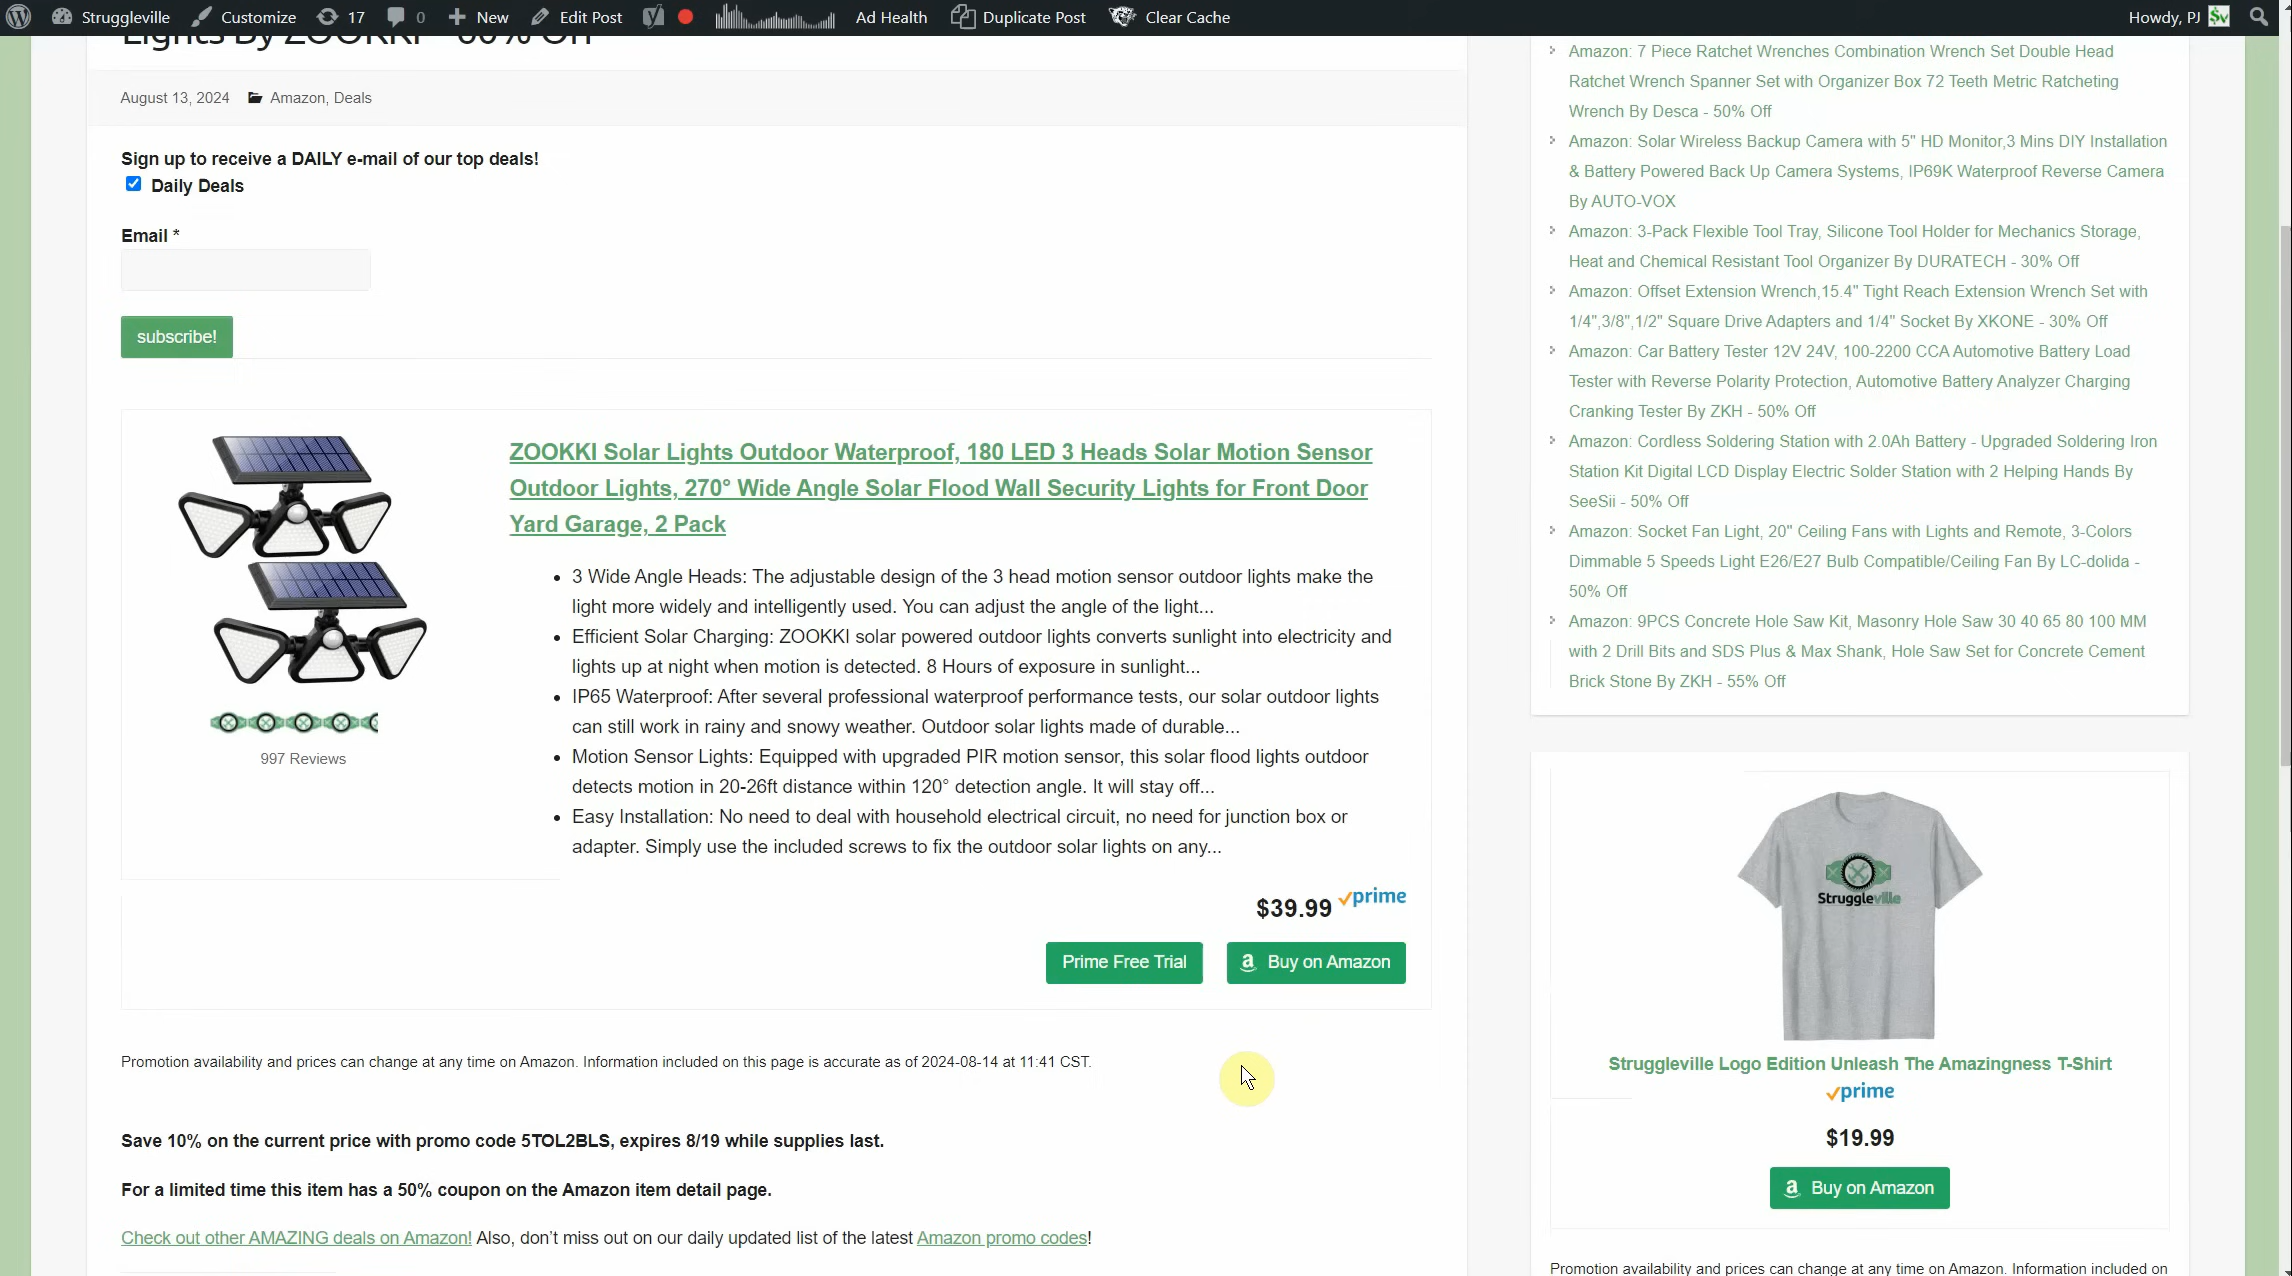 Struggleville Customize 17 0 New Edit Post Ad Health Duplicate Post Clear Cache Howdy, PJ
Lights By ZOOKKI - 60% Off
August 13, 2024 Amazon, Deals
Sign up to receive a DAILY e-mail of our top deals!
Daily Deals
Email *
subscribe!
ZOOKKI Solar Lights Outdoor Waterproof, 180 LED 3 Heads Solar Motion Sensor
Outdoor Lights, 270° Wide Angle Solar Flood Wall Security Lights for Front Door
Yard Garage, 2 Pack
997 Reviews
• 3 Wide Angle Heads: The adjustable design of the 3 head motion sensor outdoor lights make the
light more widely and intelligently used. You can adjust the angle of the light...
• Efficient Solar Charging: ZOOKKI solar powered outdoor lights converts sunlight into electricity and
lights up at night when motion is detected. 8 Hours of exposure in sunlight...
• IP65 Waterproof: After several professional waterproof performance tests, our solar outdoor lights
can still work in rainy and snowy weather. Outdoor solar lights made of durable...
• Motion Sensor Lights: Equipped with upgraded PIR motion sensor, this solar flood lights outdoor
detects motion in 20-26ft distance within 120° detection angle. It will stay off...
• Easy Installation: No need to deal with household electrical circuit, no need for junction box or
adapter. Simply use the included screws to fix the outdoor solar lights on any...
$39.99 prime
Prime Free Trial
Buy on Amazon
Promotion availability and prices can change at any time on Amazon. Information included on this page is accurate as of 2024-08-14 at 11:41 CST.
Save 10% on the current price with promo code 5TOL2BLS, expires 8/19 while supplies last.
For a limited time this item has a 50% coupon on the Amazon item detail page.
Check out other AMAZING deals on Amazon! Also, don't miss out on our daily updated list of the latest Amazon promo codes!
Amazon: 7 Piece Ratchet Wrenches Combination Wrench Set Double Head
Ratchet Wrench Spanner Set with Organizer Box 72 Teeth Metric Ratcheting
Wrench By Desca - 50% Off
Amazon: Solar Wireless Backup Camera with 5" HD Monitor,3 Mins DIY Installation
& Battery Powered Back Up Camera Systems, IP69K Waterproof Reverse Camera
By AUTO-VOX
Amazon: 3-Pack Flexible Tool Tray, Silicone Tool Holder for Mechanics Storage,
Heat and Chemical Resistant Tool Organizer By DURATECH - 30% Off
Amazon: Offset Extension Wrench,15.4" Tight Reach Extension Wrench Set with
1/4",3/8",1/2" Square Drive Adapters and 1/4" Socket By XKONE - 30% Off
Amazon: Car Battery Tester 12V 24V, 100-2200 CCA Automotive Battery Load
Tester with Reverse Polarity Protection, Automotive Battery Analyzer Charging
Cranking Tester By ZKH - 50% Off
Amazon: Cordless Soldering Station with 2.0Ah Battery - Upgraded Soldering Iron
Station Kit Digital LCD Display Electric Solder Station with 2 Helping Hands By
SeeSii - 50% Off
Amazon: Socket Fan Light, 20" Ceiling Fans with Lights and Remote, 3-Colors
Dimmable 5 Speeds Light E26/E27 Bulb Compatible/Ceiling Fan By LC-dolida -
50% Off
Amazon: 9PCS Concrete Hole Saw Kit, Masonry Hole Saw 30 40 65 80 100 MM
with 2 Drill Bits and SDS Plus & Max Shank, Hole Saw Set for Concrete Cement
Brick Stone By ZKH - 55% Off
Struggleville
Struggleville Logo Edition Unleash The Amazingness T-Shirt
prime
$19.99
Buy on Amazon
Promotion availability and prices can change at any time on Amazon. Information included on